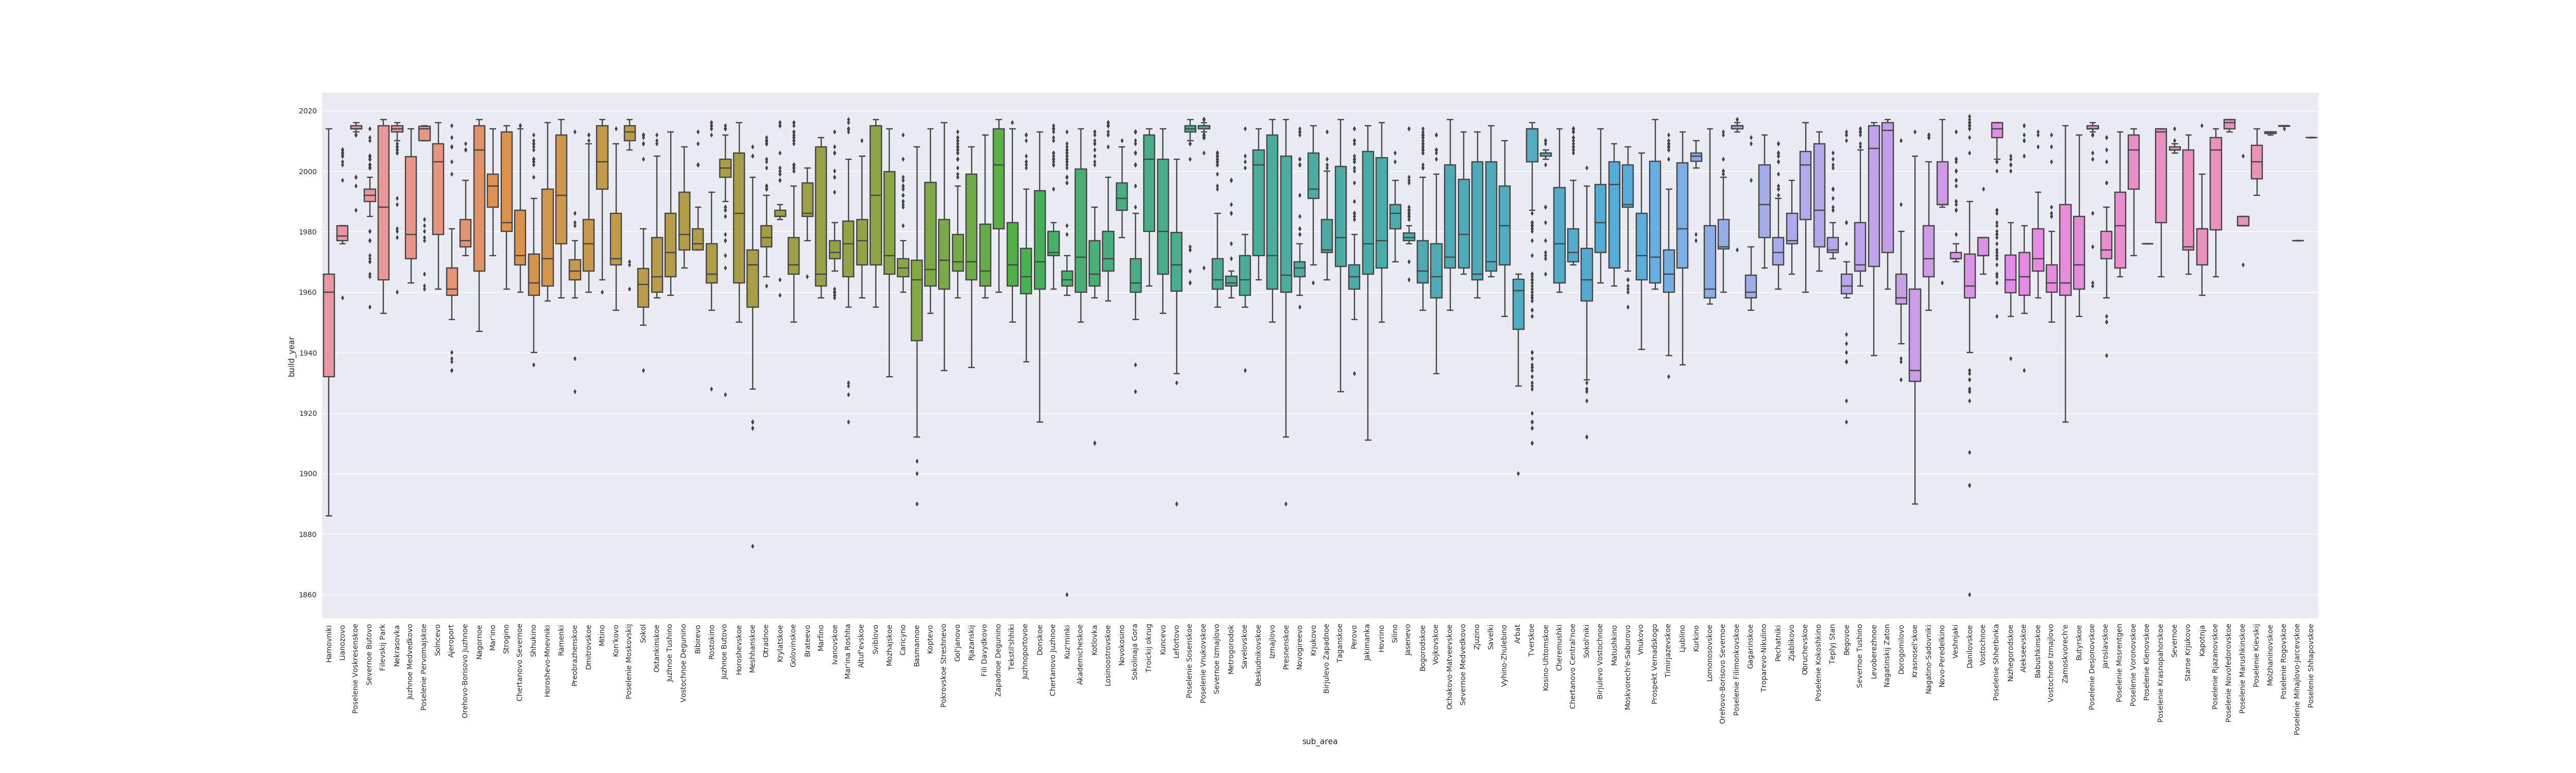 2020
2000
1980
1960
1940
1920
1900
1880
1860
build_year
Hamovniki
Lianozovo
Poselenie Voskresenskoe
Severnoe Butovo
Filevskij Park
Nekrasovka
Juzhnoe Medvedkovo
Poselenie Pervomajskoe
Solncevo
Ajeroport
Orehovo-Borisovo Juzhnoe
Nagornoe
Mar'ino
Strogino
Chertanovo Severnoe
Shhukino
Horoshevo-Mnevniki
Ramenki
Preobrazhenskoe
Dmitrovskoe
Mitino
Kon'kovo
Poselenie Moskovskij
Sokol
Ostankinskoe
Juzhnoe Tushino
Vostochnoe Degunino
Bibirevo
Rostokino
Juzhnoe Butovo
Horoshevskoe
Meshhanskoe
Otradnoe
Krylatskoe
Golovinskoe
Brateevo
Marfino
Ivanovskoe
Mar'ina Roshha
Altuf'evskoe
Sviblovo
Mozhajskoe
Caricyno
Basmannoe
Koptevo
Pokrovskoe Streshnevo
Gol'janovo
Rjazanskij
Fili Davydkovo
Zapadnoe Degunino
Tekstil'shhiki
Juzhnoportovoe
Donskoe
Chertanovo Juzhnoe
Kuz'minki
Akademicheskoe
Kotlovka
Losinoostrovskoe
Novokosino
Sokolinaja Gora
Troickij okrug
Kuncevo
Lefortovo
Poselenie Sosenskoe
Poselenie Vnukovskoe
Severnoe Izmajlovo
Metrogorodok
Savelovskoe
Beskudnikovskoe
Izmajlovo
Presnenskoe
Novogireevo
Krjukovo
Birjulevo Zapadnoe
Taganskoe
Perovo
Jakimanka
Hovrino
Silino
Jasenevo
Bogorodskoe
Vojkovskoe
Ochakovo-Matveevskoe
Severnoe Medvedkovo
Zjuzino
Savelki
Vyhino-Zhulebino
Arbat
Tverskoe
Kosino-Uhtomskoe
Cheremushki
Chertanovo Central'noe
Sokol'niki
Birjulevo Vostochnoe
Matushkino
Moskvorech'e-Saburovo
Vnukovo
Prospekt Vernadskogo
Timirjazevskoe
Ljublino
Kurkino
Lomonosovskoe
Orehovo-Borisovo Severnoe
Poselenie Filimonkovskoe
Gagarinskoe
Troparevo-Nikulino
Pechatniki
Zjablikovo
Obruchevskoe
Poselenie Kokoshkino
Teplyj Stan
Begovoe
Severnoe Tushino
Levoberezhnoe
Nagatinskij Zaton
Dorogomilovo
Krasnosel'skoe
Nagatino-Sadovniki
Novo-Peredelkino
Veshnjaki
Danilovskoe
Vostochnoe
Poselenie Shherbinka
Nizhegorodskoe
Alekseevskoe
Babushkinskoe
Vostochnoe Izmajlovo
Zamoskvorech'e
Butyrskoe
Poselenie Desjonovskoe
Jaroslavskoe
Poselenie Mosrentgen
Poselenie Voronovskoe
Poselenie Klenovskoe
Poselenie Krasnopahorskoe
Severnoe
Staroe Krjukovo
Kapotnja
Poselenie Rjazanovskoe
Poselenie Novofedorovskoe
Poselenie Marushkinskoe
Poselenie Kievskij
Molzhaninovskoe
Poselenie Rogovskoe
Poselenie Mihajlovo-Jarcevskoe
Poselenie Shhapovskoe
sub_area